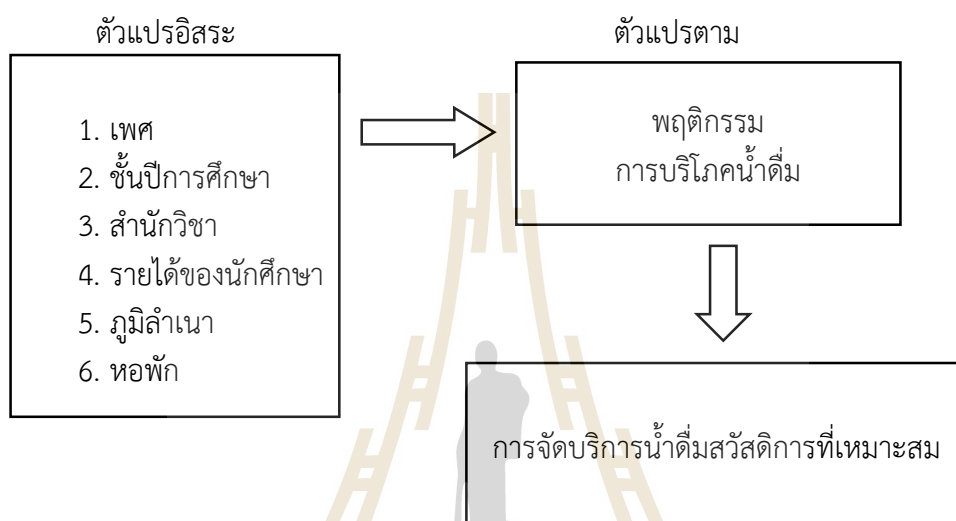 ตัวแปรอิสระ
1. เพศ
2. ชั้นปีการศึกษา
3. สำนักวิชา
4. รายได้ของนักศึกษา
5. ภูมิลำเนา
6. หอพัก
ตัวแปรตาม
พฤติกรรม
การบริโภคน้ำดื่ม
การจัดบริการน้ำดื่มสวัสดิการที่เหมาะสม